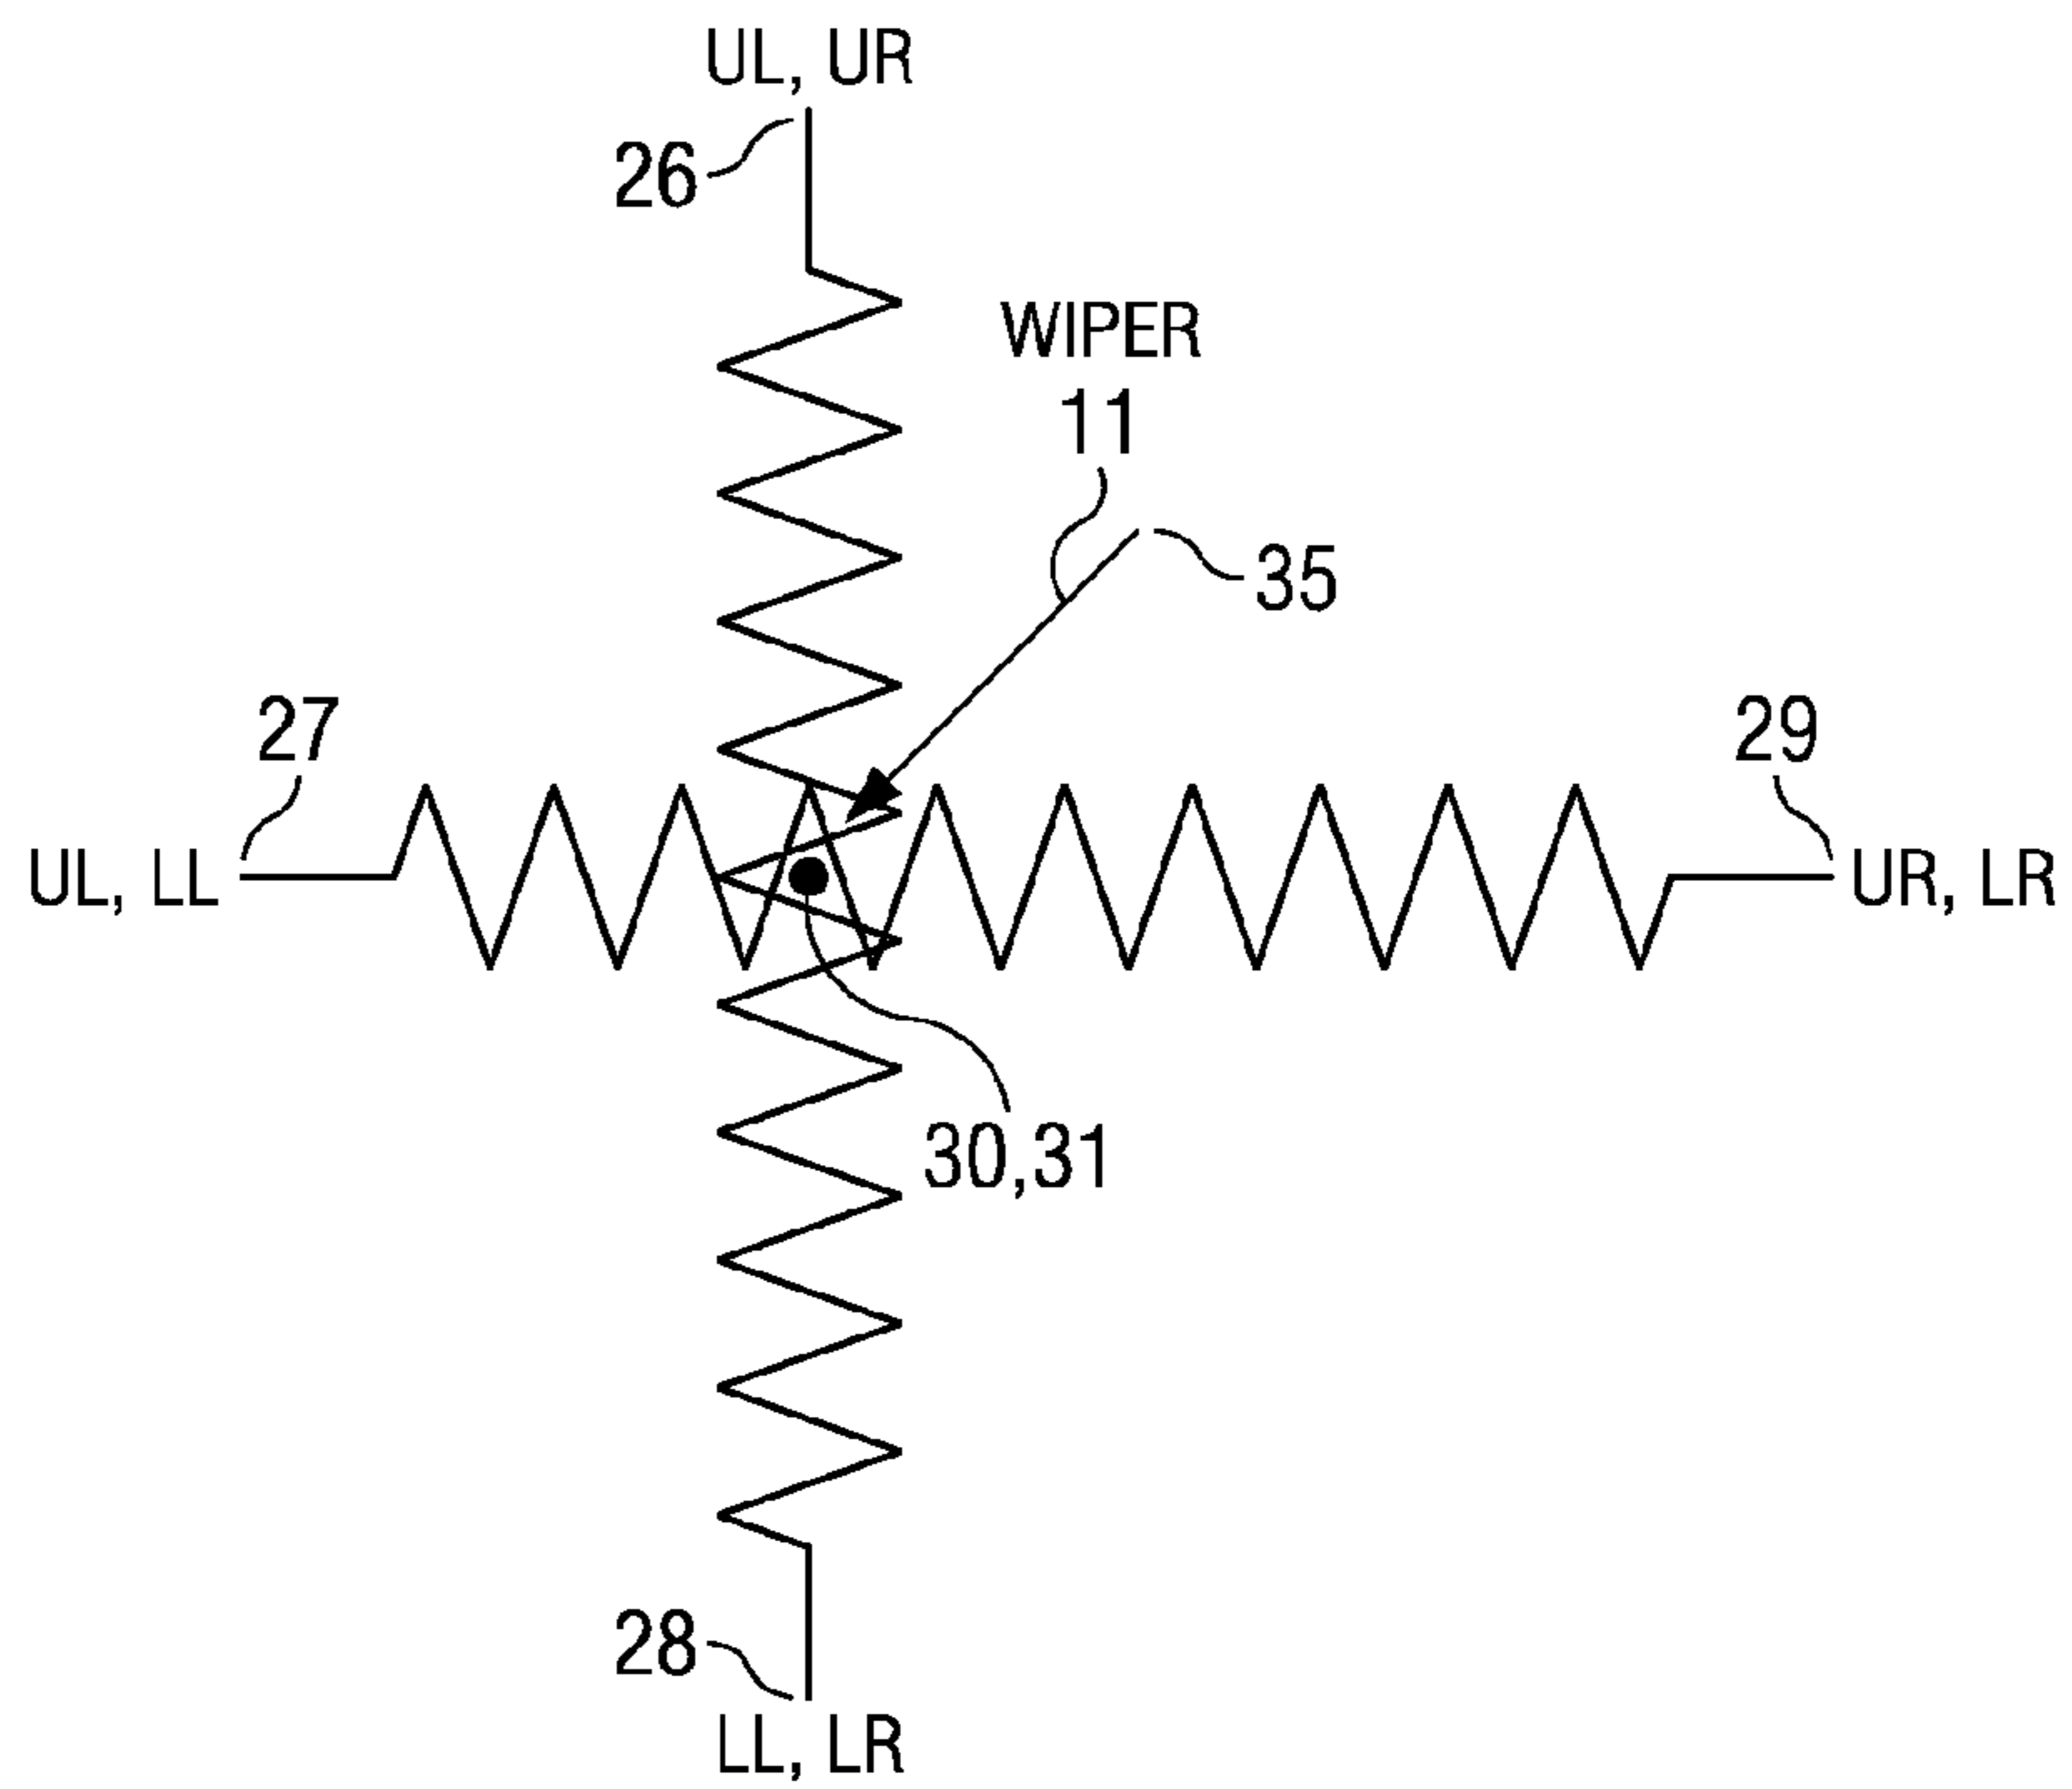 UL, UR
26
WIPER
11
35
27
29
UL, LL
UR, LR
30,31
28
LL, LR